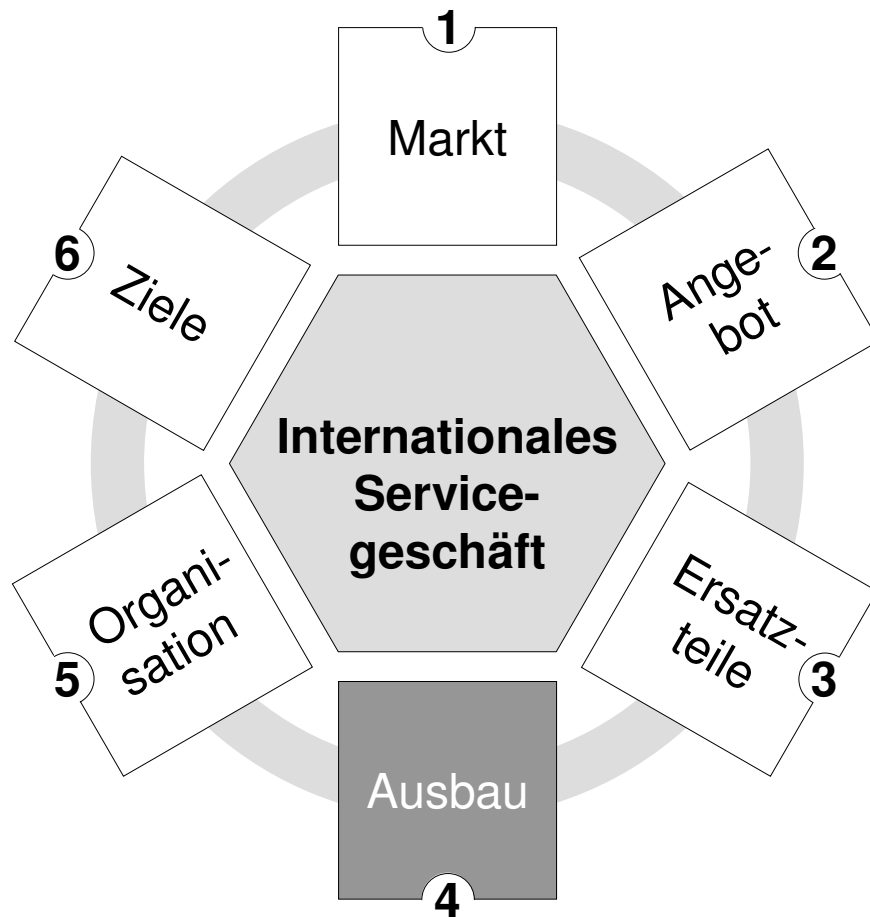 1
Markt
2
Ange-
bot
3
Ersatz-
teile
4
Ausbau
5
Organi-
sation
6
Ziele
Internationales
Service-
geschäft